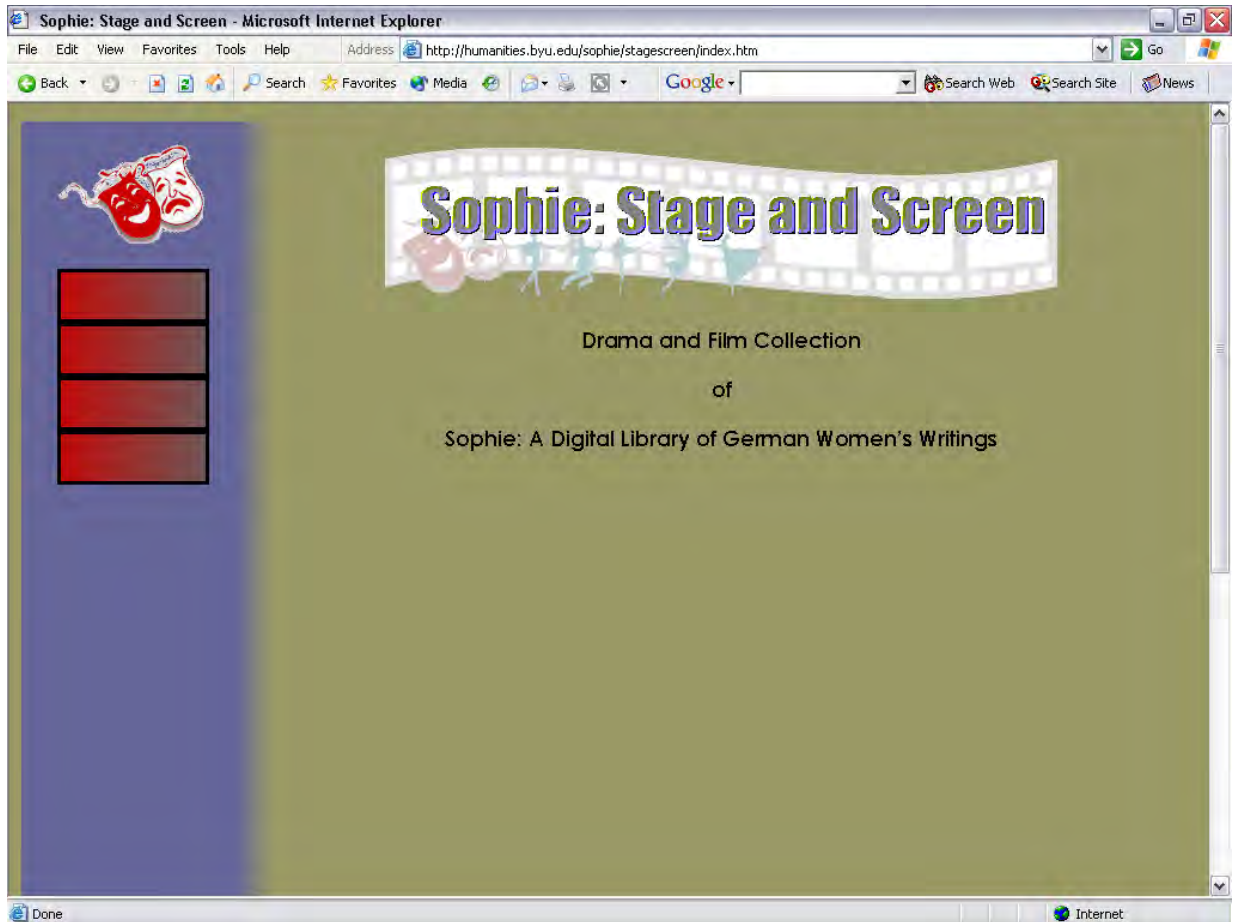 Sophie: Stage and Screen - Microsoft Internet Explorer
File Edit View Favorites Tools Help Address http://humanities.byu.edu/sophie/stagescreen/index.htm Go
Back Search Favorites Media Google Search Web Search Site News
Sophie: Stage and Screen
Drama and Film Collection
of
Sophie: A Digital Library of German Women's Writings
Done Internet